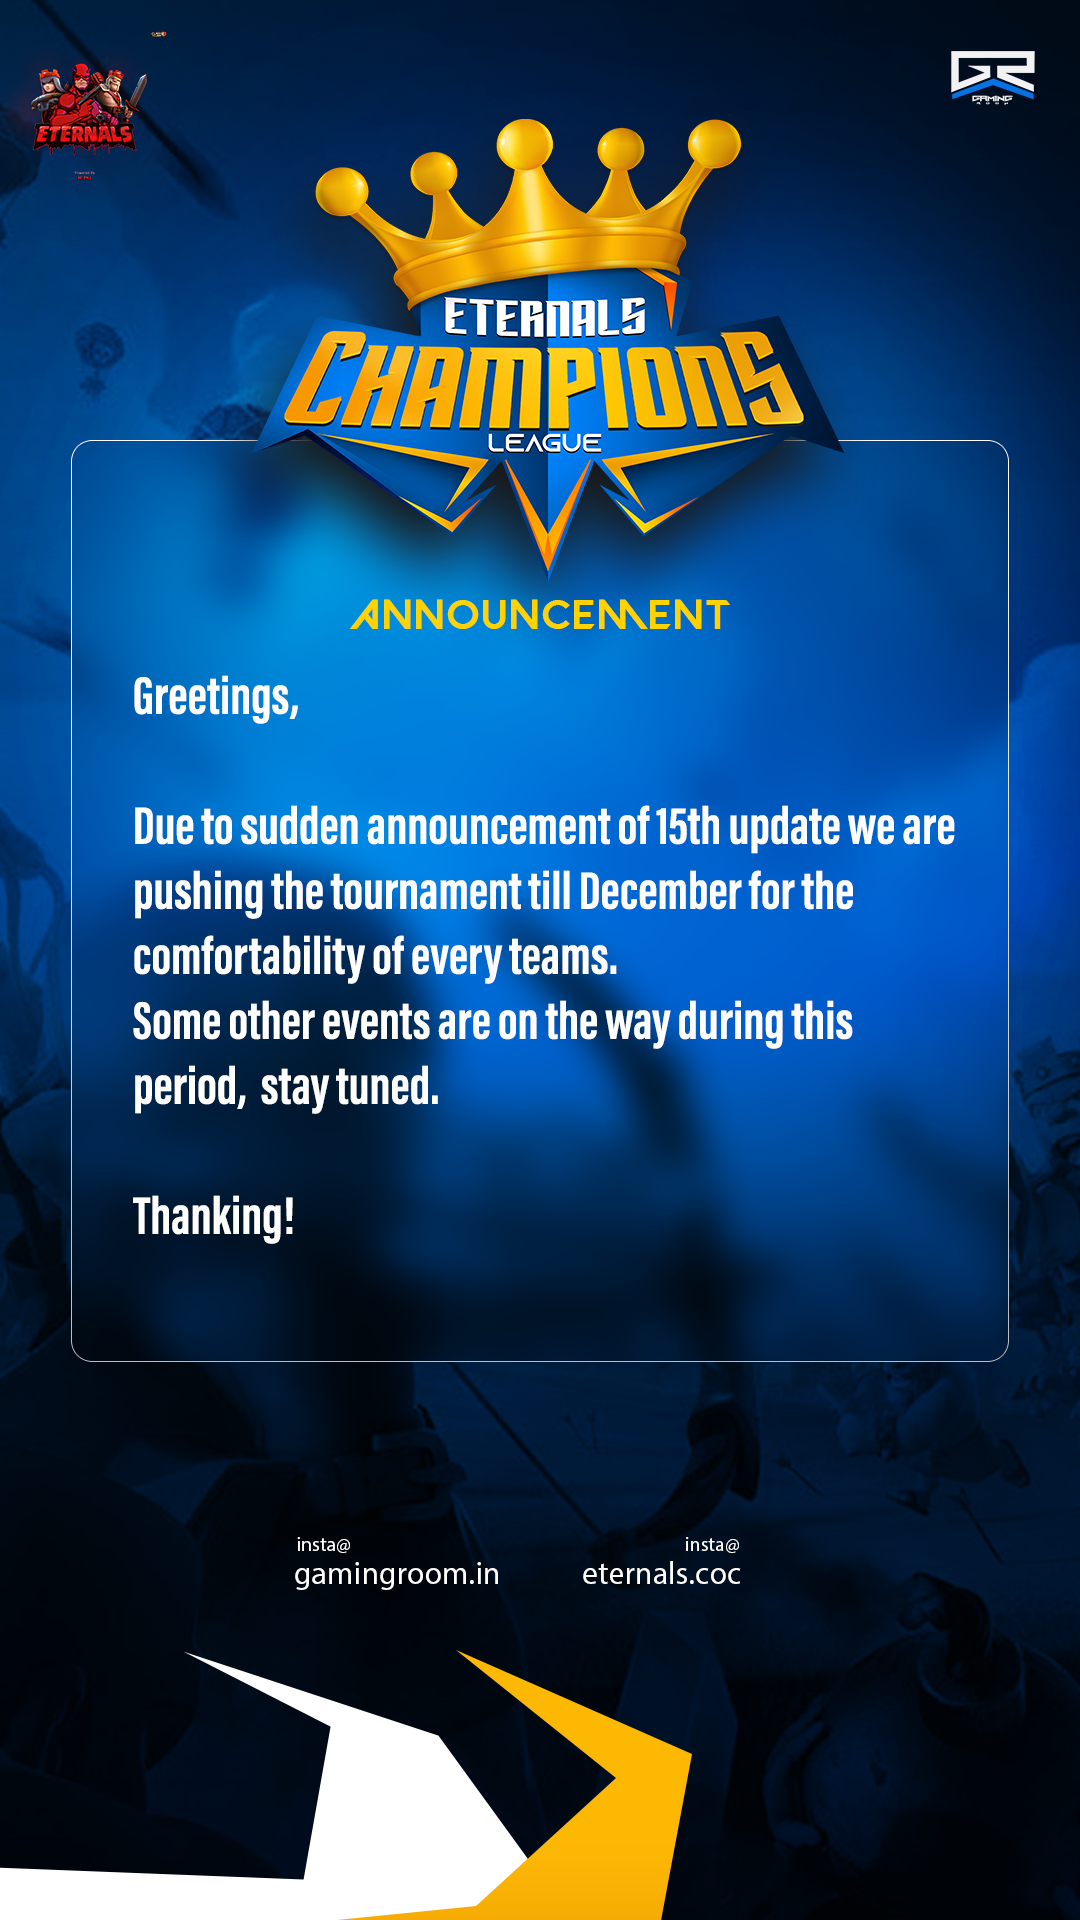 ETERNALS
GAMING
ROOM
ETERNALS
CHAMPIONS
LEAGUE
ANNOUNCEMENT
Greetings,
Due to sudden announcement of 15th update we are
pushing the tournament till December for the
comfortability of every teams.
Some other events are on the way during this
period, stay tuned.
Thanking!
insta@
gamingroom.in
insta@
eternals.coc